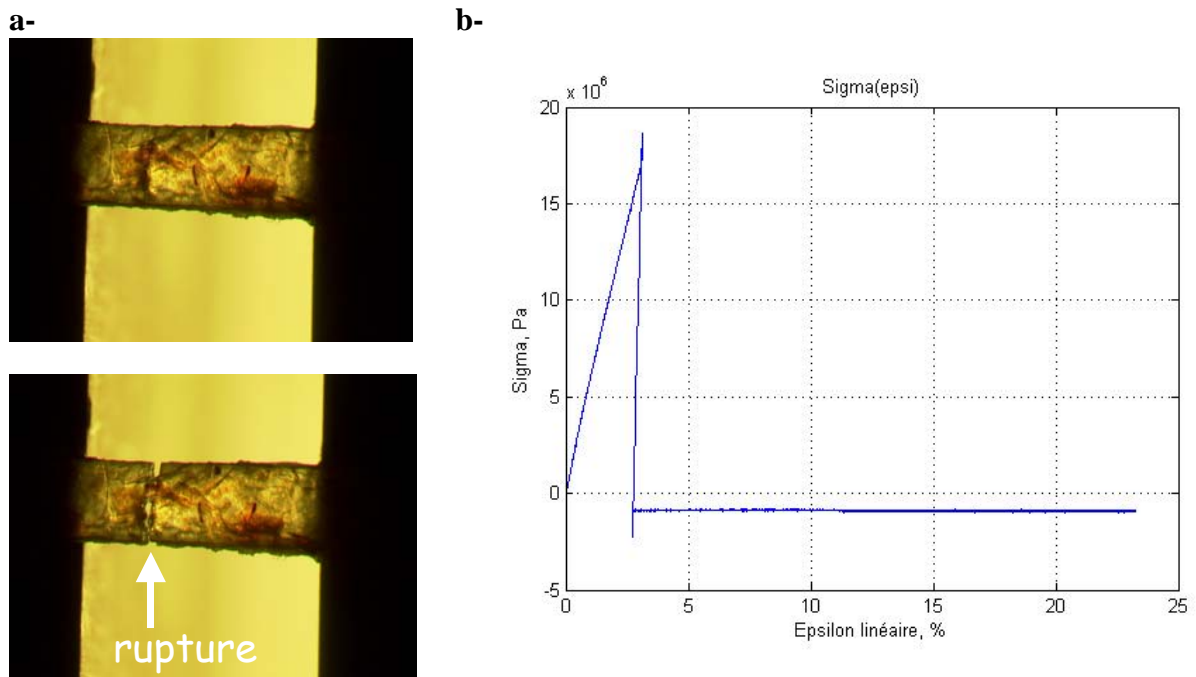 a-
b-
rupture
Sigma(epsi)
x 10^6
20
15
10
5
0
-5
Sigma, Pa
0 5 10 15 20 25
Epsilon linéaire, %